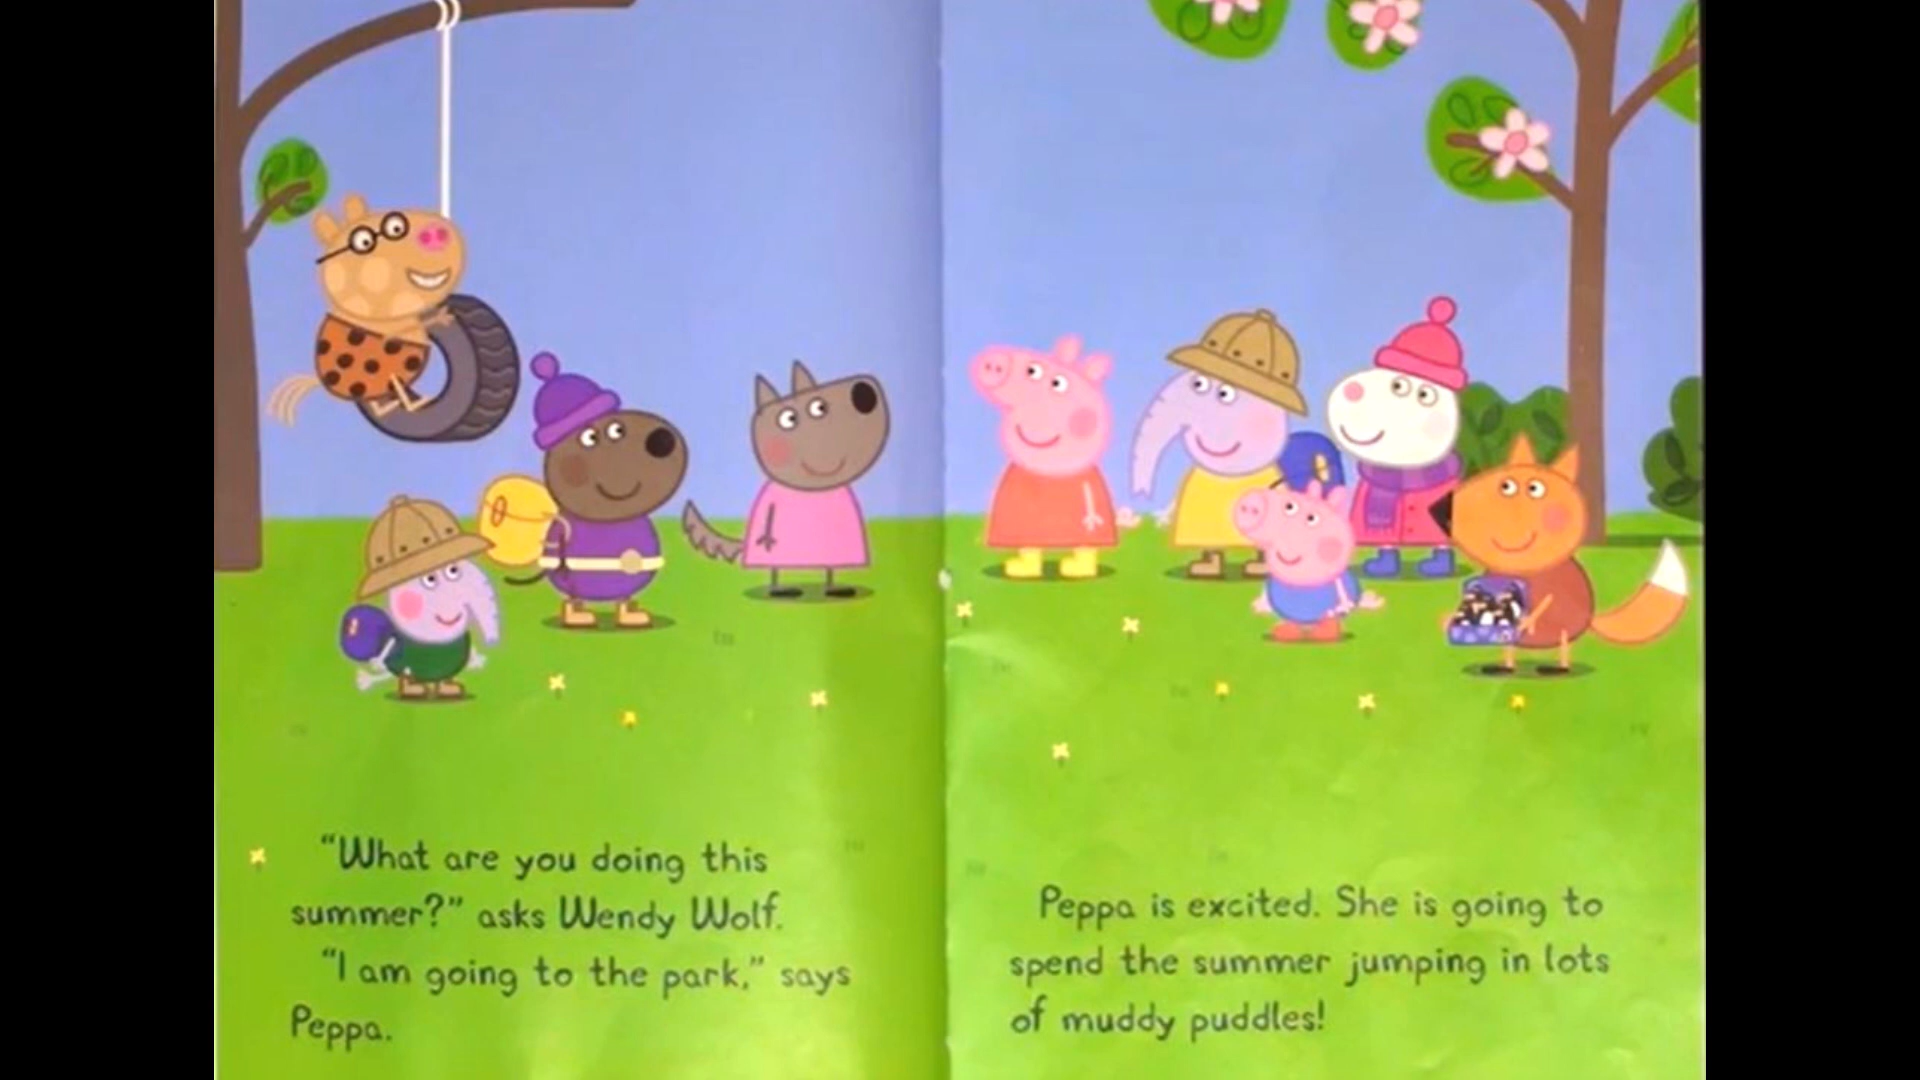 “What are you doing this
summer?” asks Wendy Wolf.
“I am going to the park,” says
Peppa.
Peppa is excited. She is going to
spend the summer jumping in lots
of muddy puddles!